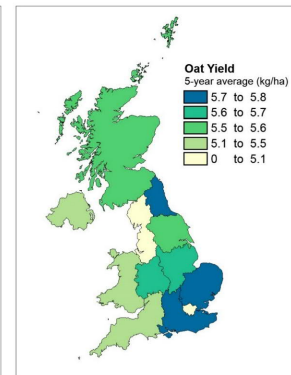 Oat Yield
5-year average (kg/ha)
5.7 to 5.8
5.6 to 5.7
5.5 to 5.6
5.1 to 5.5
0 to 5.1